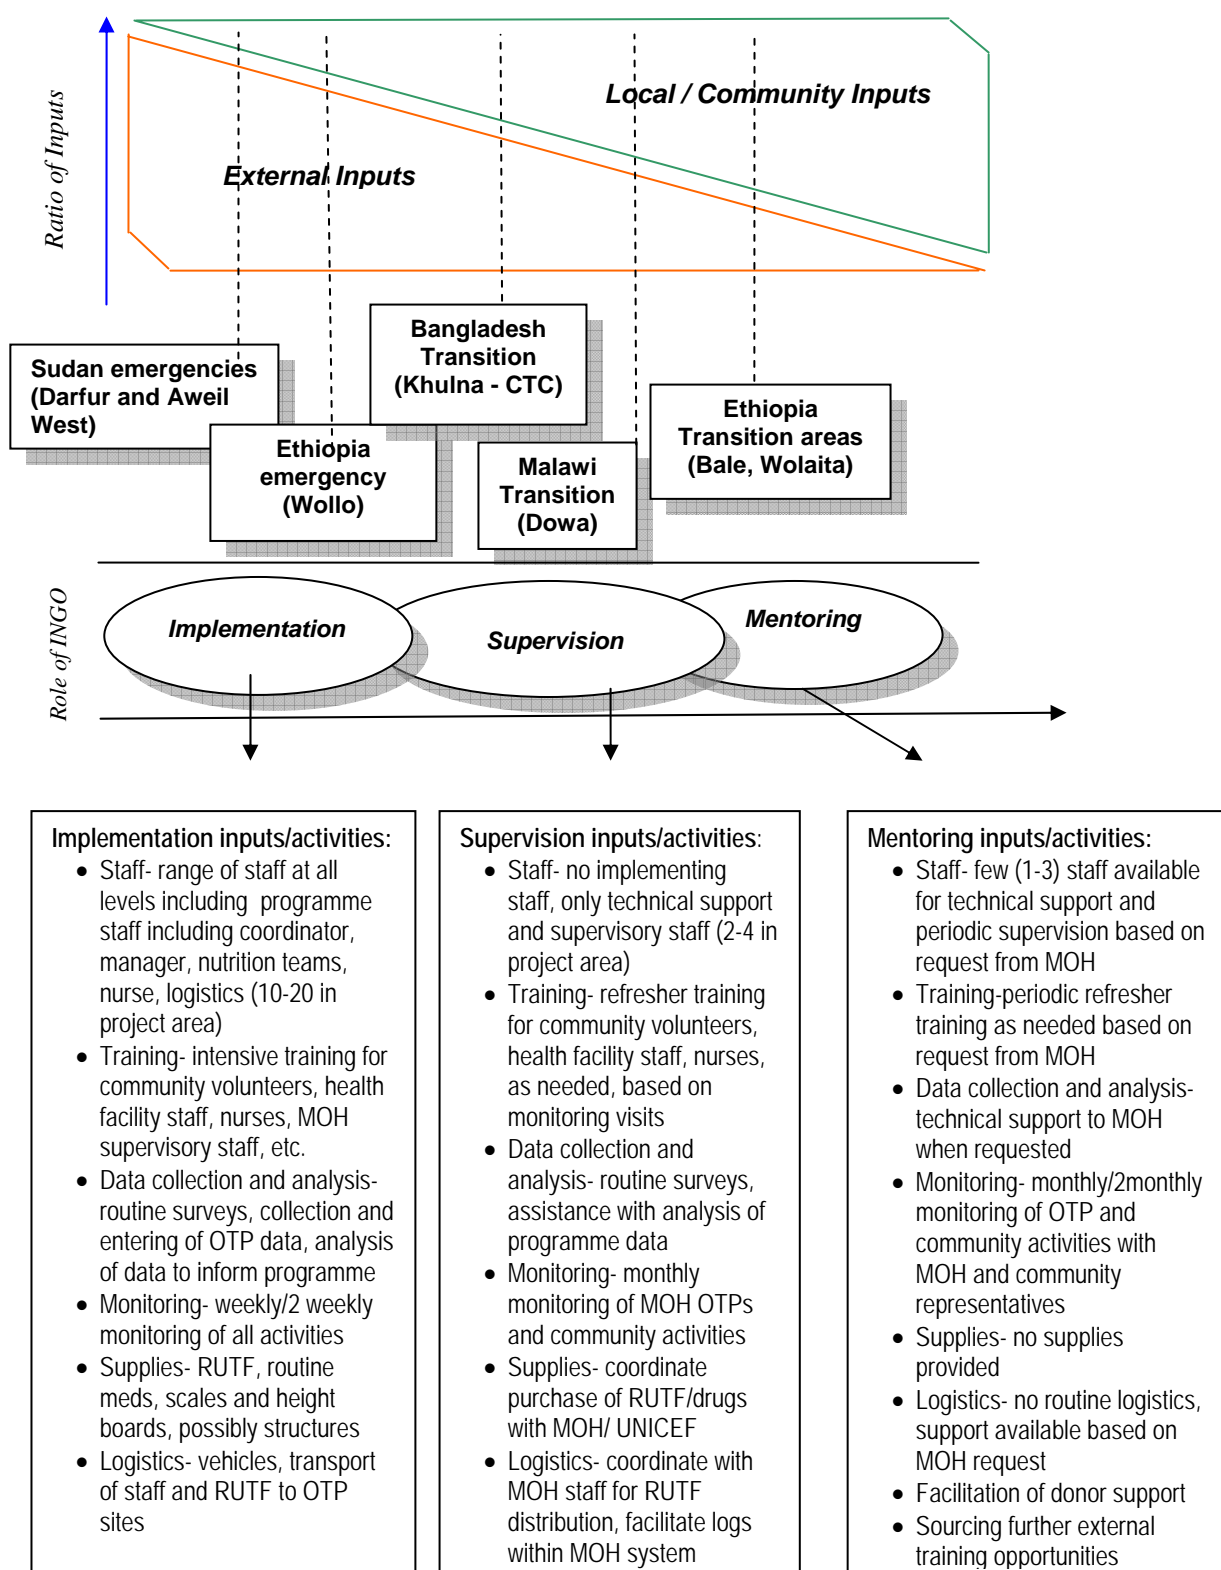 Ratio of Inputs
Local / Community Inputs
External Inputs
Sudan emergencies
(Darfur and Aweil
West)
Ethiopia
emergency
(Wollo)
Bangladesh
Transition
(Khulna - CTC)
Malawi
Transition
(Dowa)
Ethiopia
Transition areas
(Bale, Wolaita)
Role of INGO
Implementation
Supervision
Mentoring
Implementation inputs/activities:
• Staff- range of staff at all
levels including programme
staff including coordinator,
manager, nutrition teams,
nurse, logistics (10-20 in
project area)
• Training- intensive training for
community volunteers, health
facility staff, nurses, MOH
supervisory staff, etc.
• Data collection and analysis-
routine surveys, collection and
entering of OTP data, analysis
of data to inform programme
• Monitoring- weekly/2 weekly
monitoring of all activities
• Supplies- RUTF, routine
meds, scales and height
boards, possibly structures
• Logistics- vehicles, transport
of staff and RUTF to OTP
sites
Supervision inputs/activities:
• Staff- no implementing
staff, only technical support
and supervisory staff (2-4 in
project area)
• Training- refresher training
for community volunteers,
health facility staff, nurses,
as needed, based on
monitoring visits
• Data collection and
analysis- routine surveys,
assistance with analysis of
programme data
• Monitoring- monthly
monitoring of MOH OTPs
and community activities
• Supplies- coordinate
purchase of RUTF/drugs
with MOH/ UNICEF
• Logistics- coordinate with
MOH staff for RUTF
distribution, facilitate logs
within MOH system
Mentoring inputs/activities:
• Staff- few (1-3) staff available
for technical support and
periodic supervision based on
request from MOH
• Training-periodic refresher
training as needed based on
request from MOH
• Data collection and analysis-
technical support to MOH
when requested
• Monitoring- monthly/2monthly
monitoring of OTP and
community activities with
MOH and community
representatives
• Supplies- no supplies
provided
• Logistics- no routine logistics,
support available based on
MOH request
• Facilitation of donor support
• Sourcing further external
training opportunities